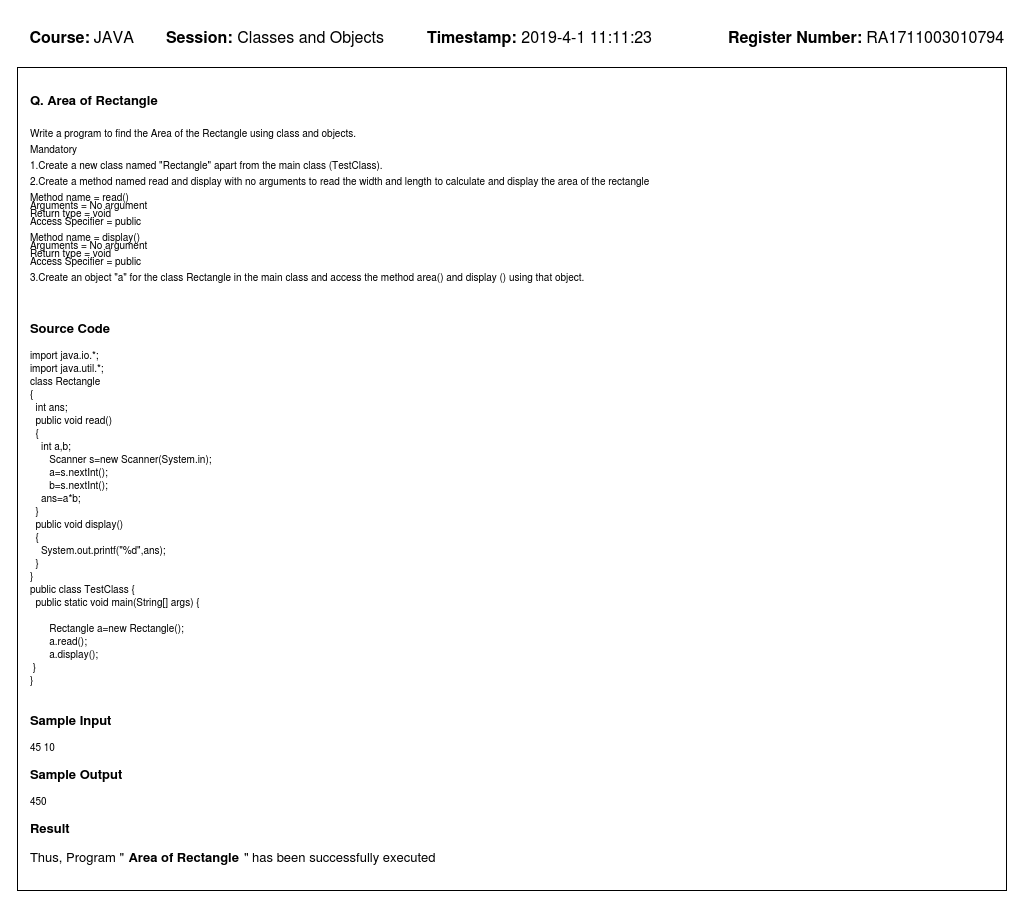 Course: JAVA Session: Classes and Objects Timestamp: 2019-4-1 11:11:23 Register Number: RA1711003010794
Q. Area of Rectangle
Write a program to find the Area of the Rectangle using class and objects.
Mandatory
1.Create a new class named "Rectangle" apart from the main class (TestClass).
2.Create a method named read and display with no arguments to read the width and length to calculate and display the area of the rectangle
Method name = read()
Arguments = No argument
Return type = void
Access Specifier = public
Method name = display()
Arguments = No argument
Return type = void
Access Specifier = public
3.Create an object "a" for the class Rectangle in the main class and access the method area() and display () using that object.
Source Code
import java.io.*;
import java.util.*;
class Rectangle
{
int ans;
public void read()
{
int a,b;
Scanner s=new Scanner(System.in);
a=s.nextInt();
b=s.nextInt();
ans=a*b;
}
public void display()
{
System.out.printf("%d",ans);
}
}
public class TestClass {
public static void main(String[] args) {
Rectangle a=new Rectangle();
a.read();
a.display();
}
}
Sample Input
45 10
Sample Output
450
Result
Thus, Program " Area of Rectangle " has been successfully executed